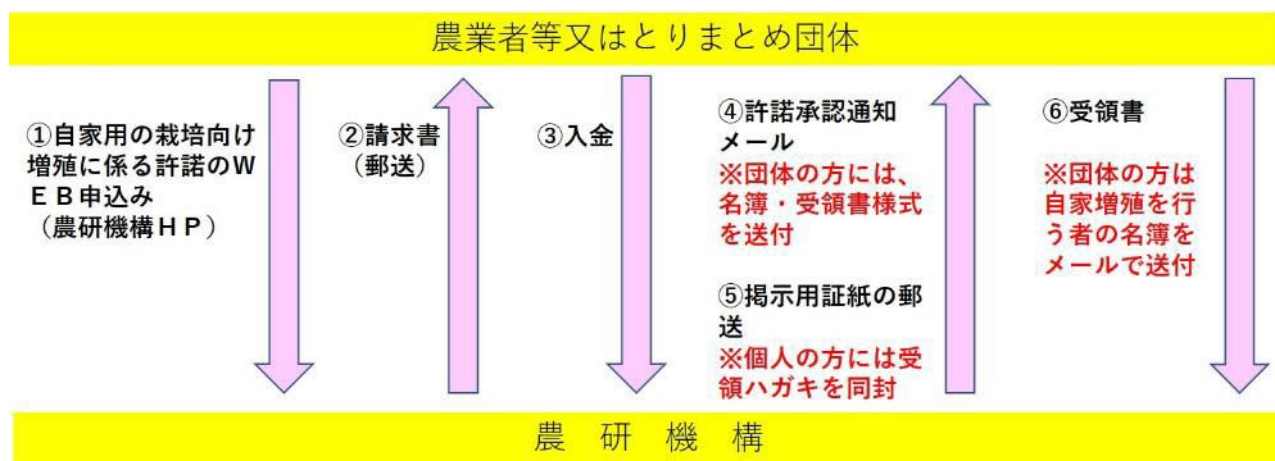 農業者等又はとりまとめ団体
①自家用の栽培向け
増殖に係る許諾のW
EB申込み
（農研機構HP）
②請求書
（郵送）
③入金
④許諾承認通知
メール
※団体の方には、
名簿・受領書様式
を送付
⑤掲示用証紙の郵
送
※個人の方には受
領ハガキを同封
⑥受領書
※団体の方は
自家増殖を行
う者の名簿を
メールで送付
農 研 機 構